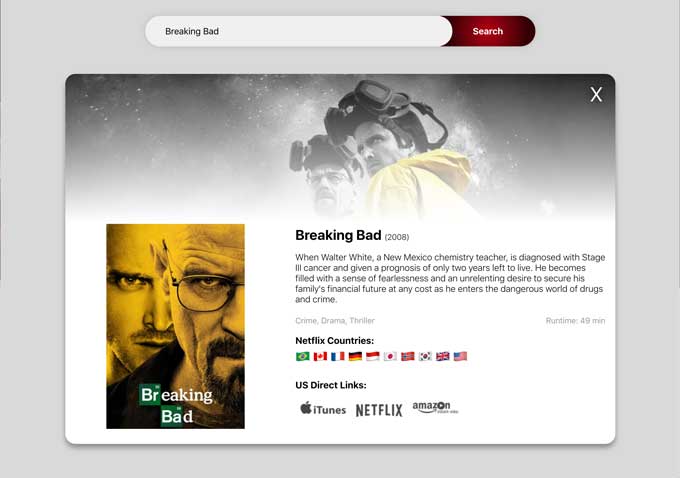 Breaking Bad
Search
X
Breaking Bad (2008)
When Walter White, a New Mexico chemistry teacher, is diagnosed with Stage
III cancer and given a prognosis of only two years left to live. He becomes
filled with a sense of fearlessness and an unrelenting desire to secure his
family's financial future at any cost as he enters the dangerous world of drugs
and crime.
Crime, Drama, Thriller
Runtime: 49 min
Netflix Countries:
US Direct Links:
iTunes
NETFLIX
amazon
instant video
Breaking
Bad